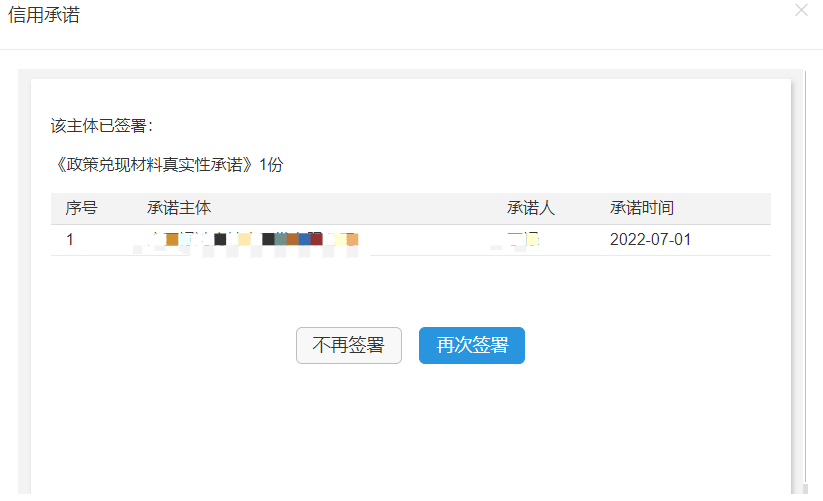 信用承诺
该主体已签署：
《政策兑现材料真实性承诺》1份
序号 承诺主体 承诺人 承诺时间
1 2022-07-01
不再签署 再次签署